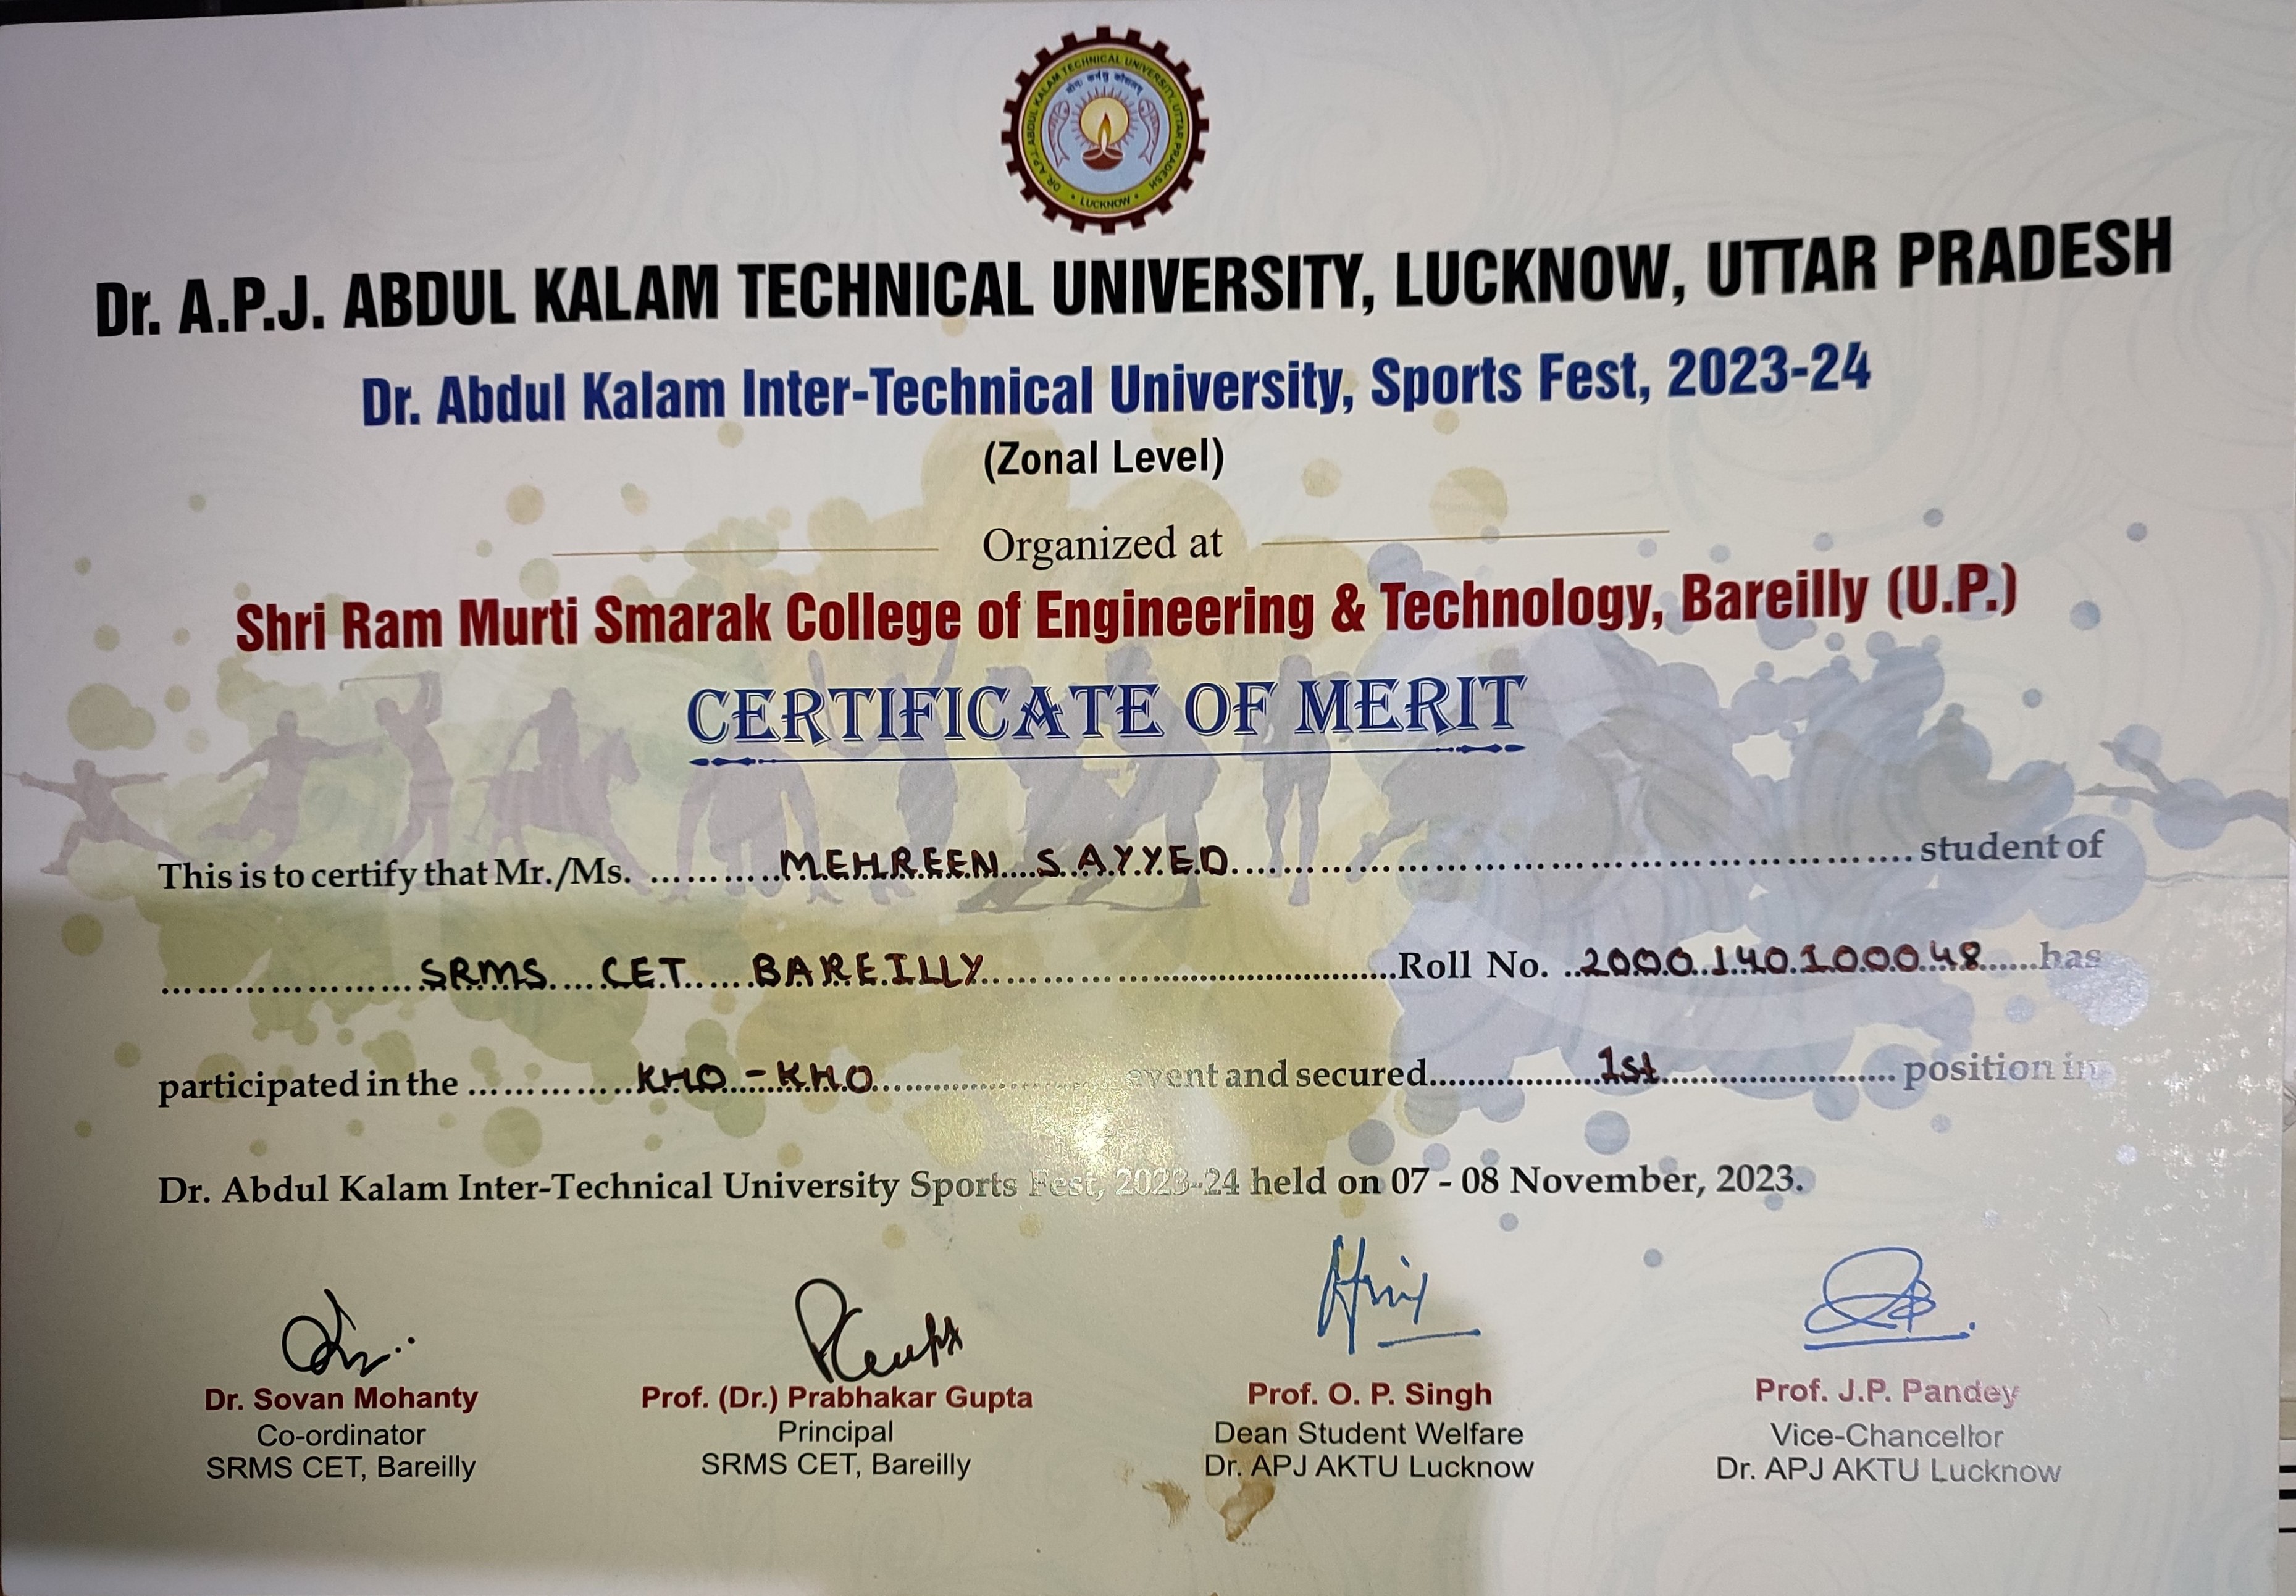 DR. A.P.J. ABDUL KALAM TECHNICAL UNIVERSITY, UTTAR PRADESH
योगः कर्मसु कौशलम्
• LUCKNOW •
Dr. A.P.J. ABDUL KALAM TECHNICAL UNIVERSITY, LUCKNOW, UTTAR PRADESH
Dr. Abdul Kalam Inter-Technical University, Sports Fest, 2023-24
(Zonal Level)
Organized at
Shri Ram Murti Smarak College of Engineering & Technology, Bareilly (U.P.)
CERTIFICATE OF MERIT
This is to certify that Mr./Ms. MEHREEN SAYYED student of
SRMS CET BAREILLY Roll No. 2000140100048 has
participated in the KHO-KHO event and secured 1st position in
Dr. Abdul Kalam Inter-Technical University Sports Fest, 2023-24 held on 07 - 08 November, 2023.
Dr. Sovan Mohanty Prof. (Dr.) Prabhakar Gupta Prof. O. P. Singh Prof. J.P. Pandey
Co-ordinator Principal Dean Student Welfare Vice-Chancellor
SRMS CET, Bareilly SRMS CET, Bareilly Dr. APJ AKTU Lucknow Dr. APJ AKTU Lucknow